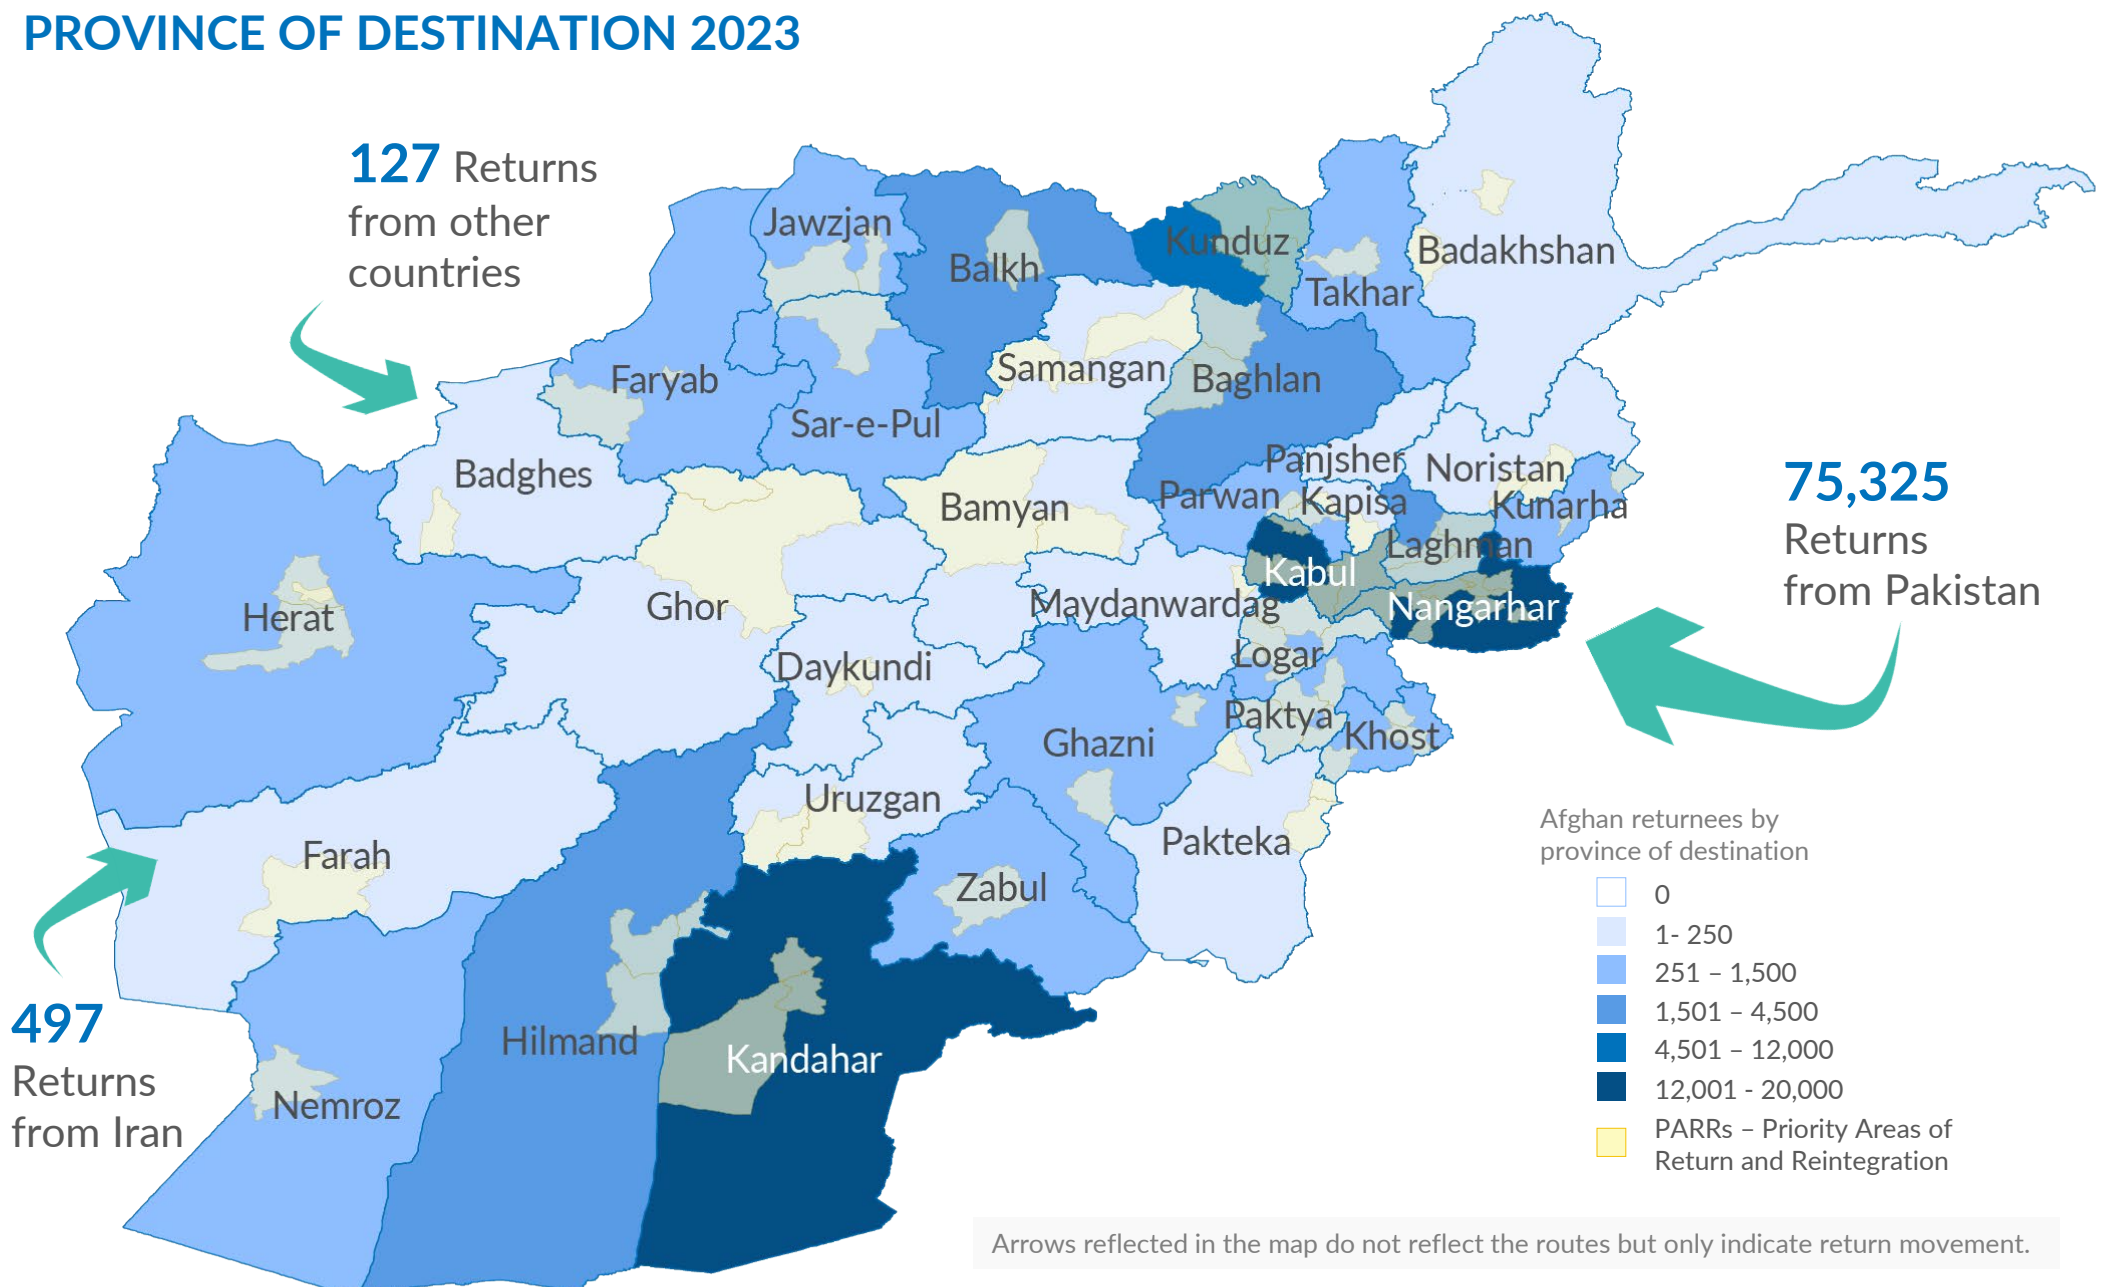 PROVINCE OF DESTINATION 2023
127 Returns
from other
countries
Jawzjan
Balkh
Kunduz
Takhar
Badakhshan
Faryab
Samangan
Baghlan
Sar-e-Pul
Badghes
Panjsher
Noristan
Parwan
Kapisa
Kunarha
Bamyan
Laghman
Kabul
Nangarhar
Herat
Ghor
Maydanwardag
Logar
Daykundi
Paktya
Khost
Ghazni
Uruzgan
Pakteka
Farah
Zabul
Hilmand
Kandahar
Nemroz
75,325
Returns
from Pakistan
497
Returns
from Iran
Afghan returnees by
province of destination
0
1- 250
251 – 1,500
1,501 – 4,500
4,501 – 12,000
12,001 - 20,000
PARRs – Priority Areas of
Return and Reintegration
Arrows reflected in the map do not reflect the routes but only indicate return movement.